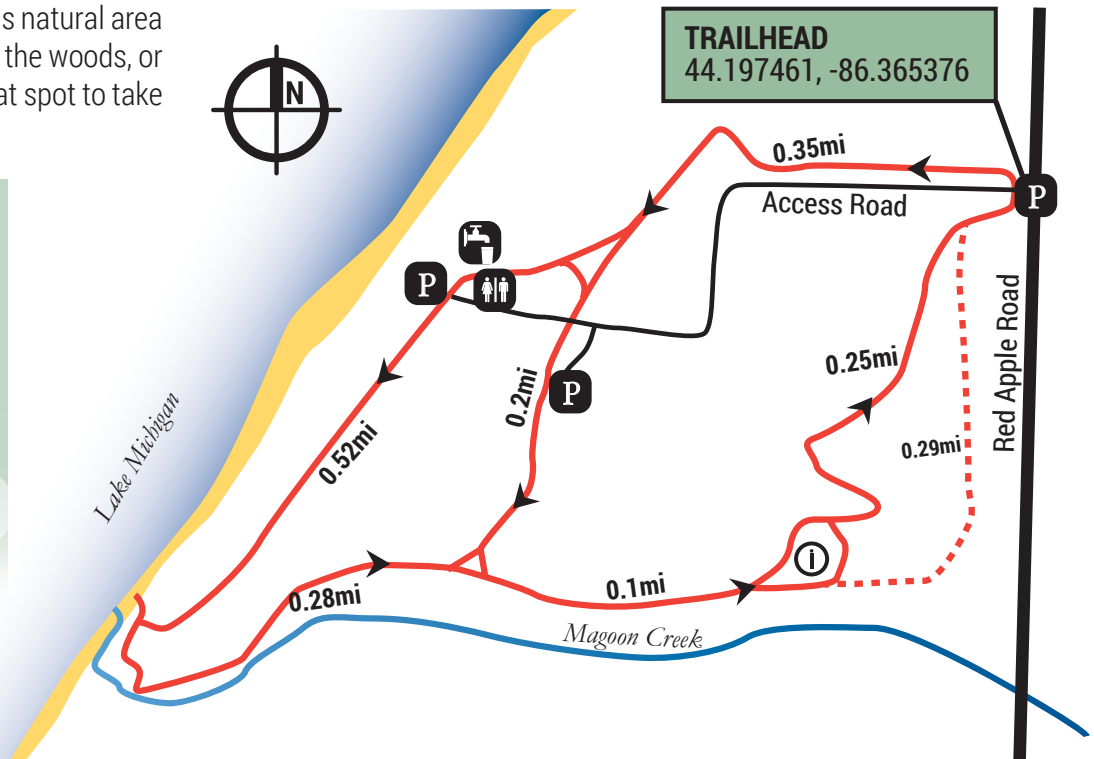 s natural area
the woods, or
at spot to take
N
TRAILHEAD
44.197461, -86.365376
0.35mi
P
Access Road
P
P
0.2mi
0.25mi
Red Apple Road
0.29mi
0.52mi
Lake Michigan
i
0.28mi
0.1mi
Magoon Creek